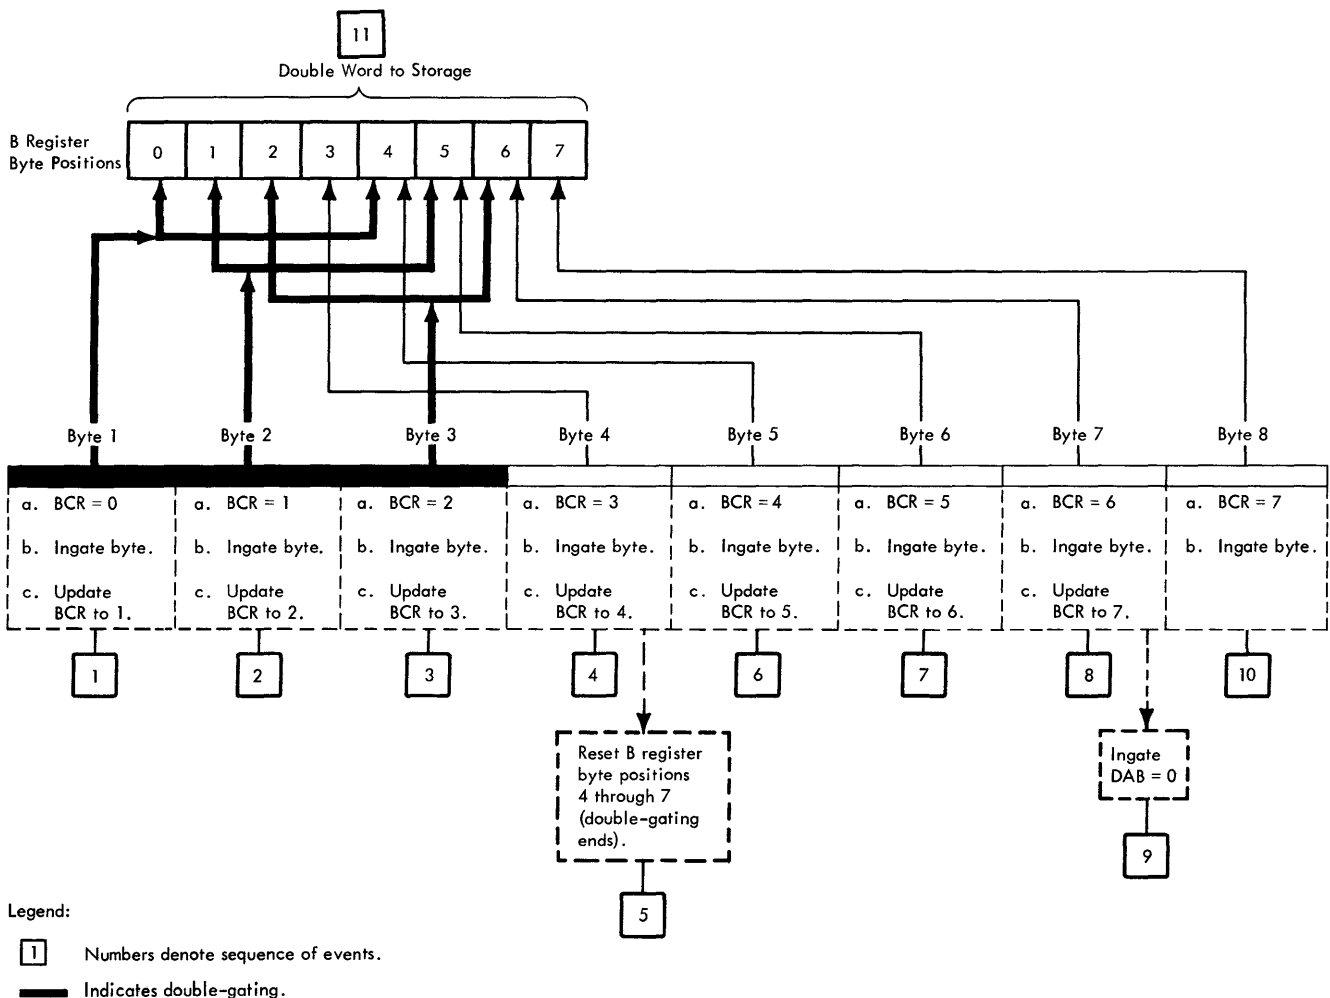 11
Double Word to Storage
B Register
Byte Positions
0 1 2 3 4 5 6 7
Byte 1 Byte 2 Byte 3 Byte 4 Byte 5 Byte 6 Byte 7 Byte 8
a. BCR = 0
b. Ingate byte.
c. Update
BCR to 1.
a. BCR = 1
b. Ingate byte.
c. Update
BCR to 2.
a. BCR = 2
b. Ingate byte.
c. Update
BCR to 3.
a. BCR = 3
b. Ingate byte.
c. Update
BCR to 4.
a. BCR = 4
b. Ingate byte.
c. Update
BCR to 5.
a. BCR = 5
b. Ingate byte.
c. Update
BCR to 6.
a. BCR = 6
b. Ingate byte.
c. Update
BCR to 7.
a. BCR = 7
b. Ingate byte.
1 2 3 4 6 7 8 10
Reset B register
byte positions
4 through 7
(double-gating
ends).
5
Ingate
DAB = 0
9
Legend:
1 Numbers denote sequence of events.
Indicates double-gating.